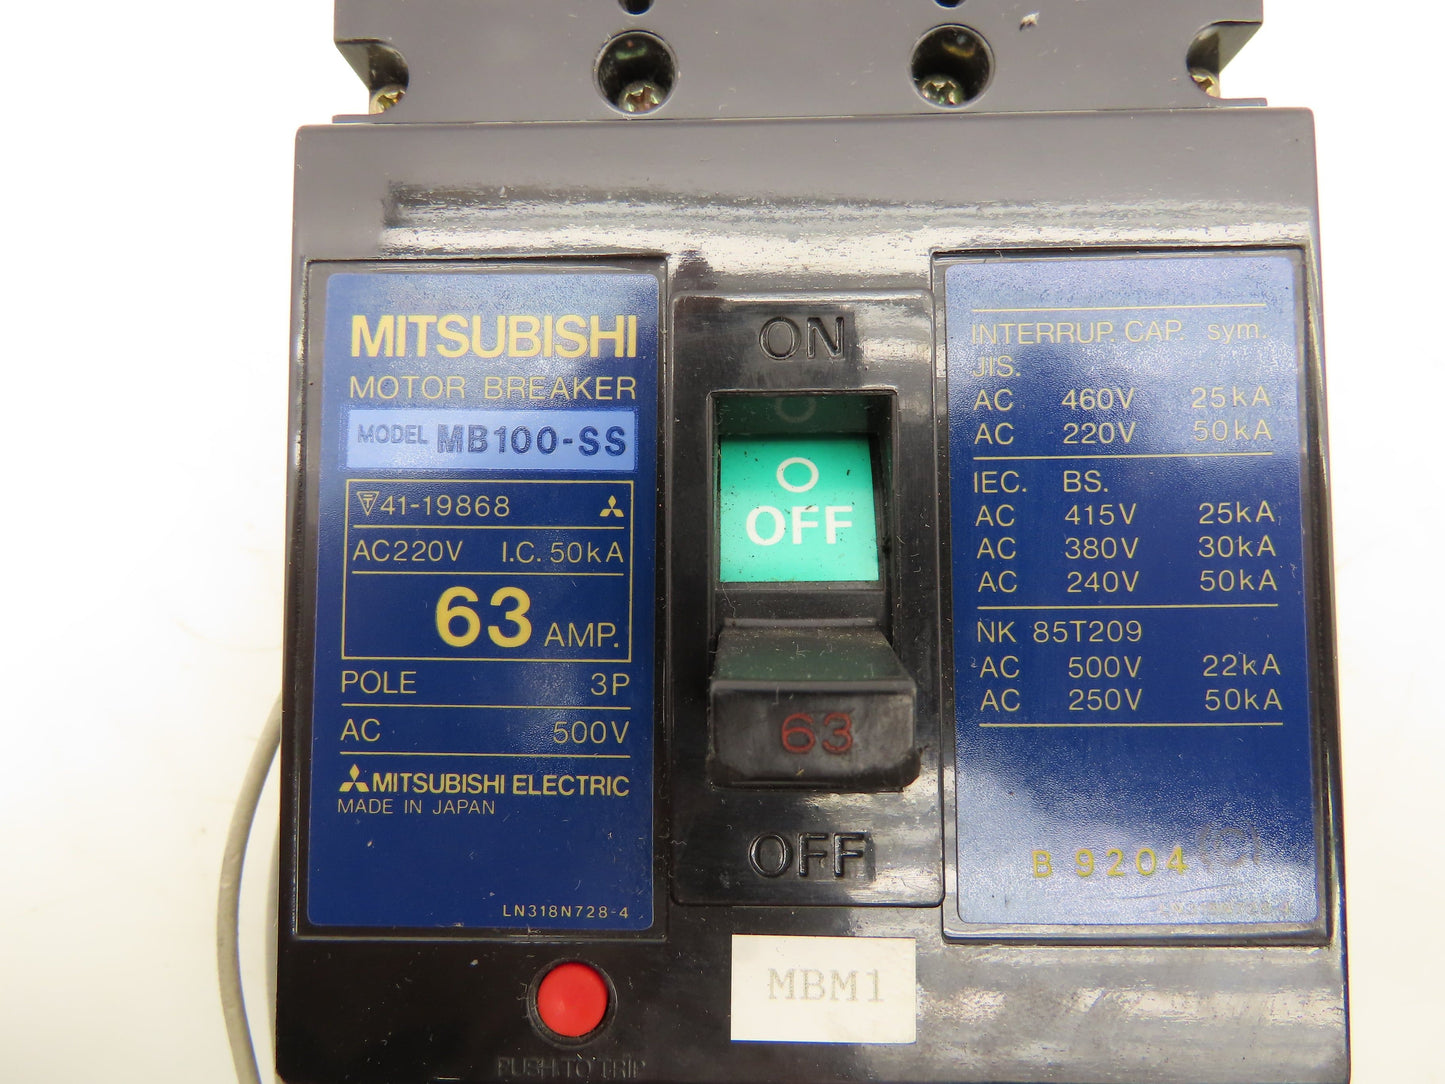 MITSUBISHI
MOTOR BREAKER
MODEL MB100-SS
41-19868
AC220V I.C. 50kA
63 AMP.
POLE 3P
AC 500V
MITSUBISHI ELECTRIC
MADE IN JAPAN
LN318N728-4
PUSH TO TRIP
ON
OFF
63
OFF
MBM1
INTERRUP. CAP. sym.
JIS.
AC 460V 25kA
AC 220V 50kA
IEC. BS.
AC 415V 25kA
AC 380V 30kA
AC 240V 50kA
NK 85T209
AC 500V 22kA
AC 250V 50kA
B 9204 (C)